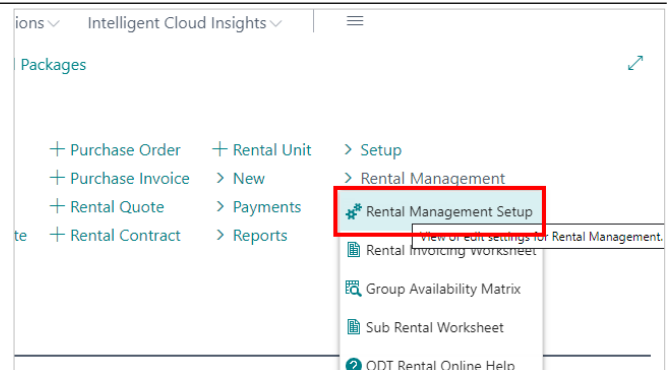 ions Intelligent Cloud Insights
Packages
+ Purchase Order + Rental Unit > Setup
+ Purchase Invoice > New > Rental Management
+ Rental Quote > Payments Rental Management Setup
te + Rental Contract > Reports
View or edit settings for Rental Management.
Rental Invoicing Worksheet
Group Availability Matrix
Sub Rental Worksheet
ODT Rental Online Help